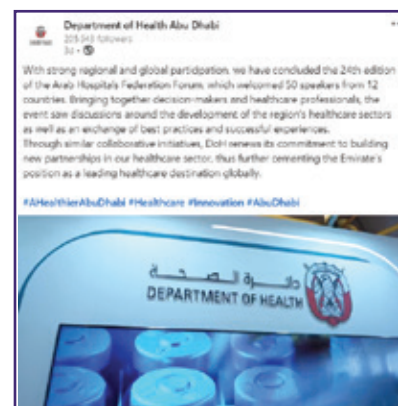 Department of Health Abu Dhabi
followers
3d •
With strong regional and global participation, we have concluded the 24th edition
of the Arab Hospitals Federation Forum, which welcomed 50 speakers from 12
countries. Bringing together decision-makers and healthcare professionals, the
event saw discussions around the development of the region's healthcare sectors
as well as an exchange of best practices and successful experiences.
Through similar collaborative initiatives, DoH renews its commitment to building
new partnerships in our healthcare sector, thus further cementing the Emirate's
position as a leading healthcare destination globally.
#AHealthierAbuDhabi #Healthcare #Innovation #AbuDhabi
دائرة الصحة
DEPARTMENT OF HEALTH